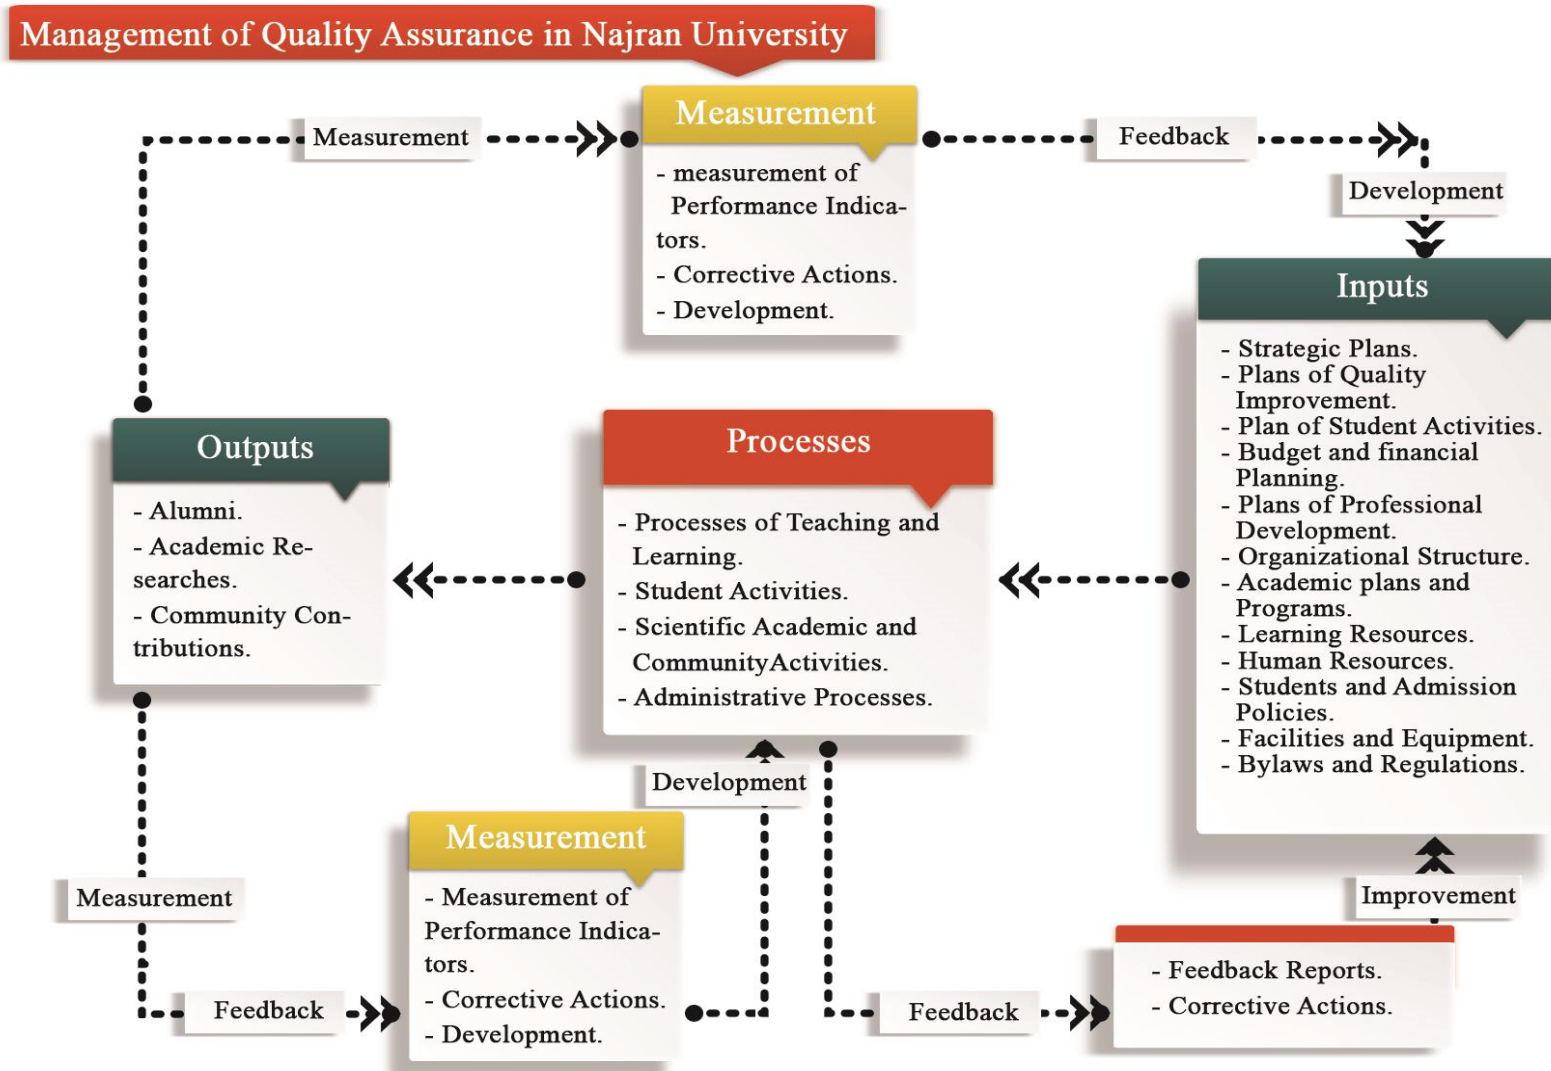 Management of Quality Assurance in Najran University
Measurement
Measurement
- measurement of
Performance Indica-
tors.
- Corrective Actions.
- Development.
Feedback
Development
Inputs
- Strategic Plans.
- Plans of Quality
Improvement.
- Plan of Student Activities.
- Budget and financial
Planning.
- Plans of Professional
Development.
- Organizational Structure.
- Academic plans and
Programs.
- Learning Resources.
- Human Resources.
- Students and Admission
Policies.
- Facilities and Equipment.
- Bylaws and Regulations.
Outputs
- Alumni.
- Academic Re-
searches.
- Community Con-
tributions.
Processes
- Processes of Teaching and
Learning.
- Student Activities.
- Scientific Academic and
CommunityActivities.
- Administrative Processes.
Development
Measurement
Feedback
Measurement
- Measurement of
Performance Indica-
tors.
- Corrective Actions.
- Development.
Feedback
Improvement
- Feedback Reports.
- Corrective Actions.